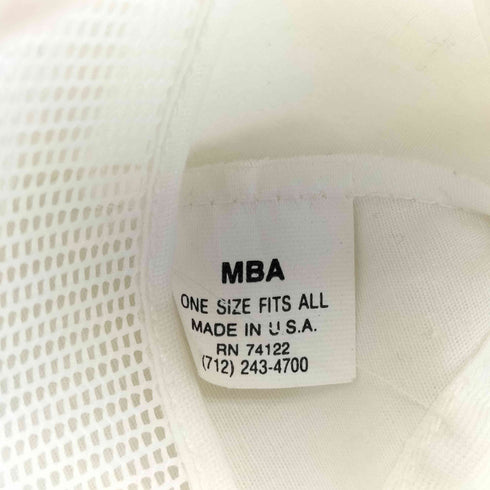 MBA
ONE SIZE FITS ALL
MADE IN U.S.A.
RN 74122
(712) 243-4700